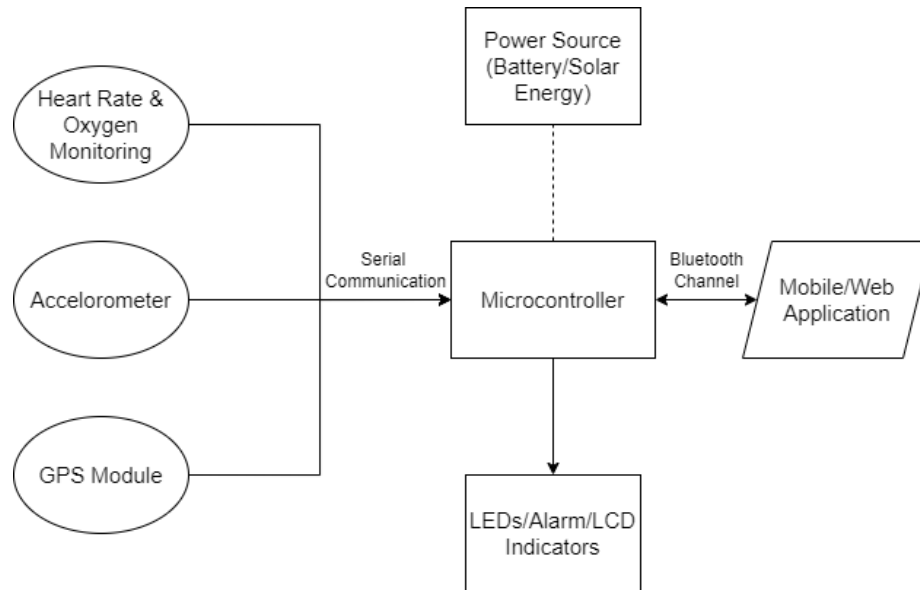 Power Source
(Battery/Solar
Energy)
Heart Rate &
Oxygen
Monitoring
Accelorometer
Serial
Communication
Microcontroller
Bluetooth
Channel
Mobile/Web
Application
GPS Module
LEDs/Alarm/LCD
Indicators